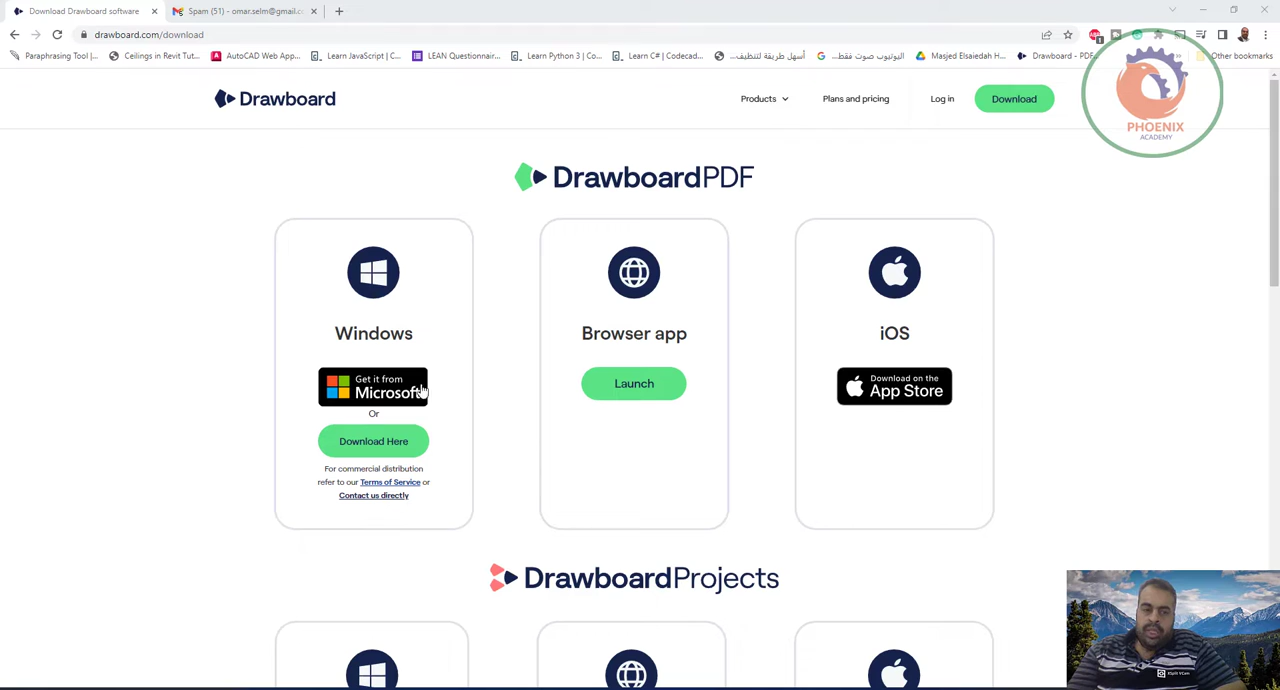 Download Drawboard software
Spam (51) - omar.selm@gmail.c
drawboard.com/download
Paraphrasing Tool |...
Ceilings in Revit Tut...
AutoCAD Web App...
Learn JavaScript | C...
LEAN Questionnair...
Learn Python 3 | Co...
Learn C# | Codecad...
أسهل طريقة لتنظيف...
اليوتيوب صوت فقط...
Masjed Elsaiedah H...
Drawboard - PDF
Other bookmarks
Drawboard
Products
Plans and pricing
Log in
Download
PHOENIX
ACADEMY
DrawboardPDF
Windows
Browser app
iOS
Get it from
Microsoft
Launch
Download on the
App Store
Or
Download Here
For commercial distribution
refer to our Terms of Service or
Contact us directly
DrawboardProjects
XSplit VCam